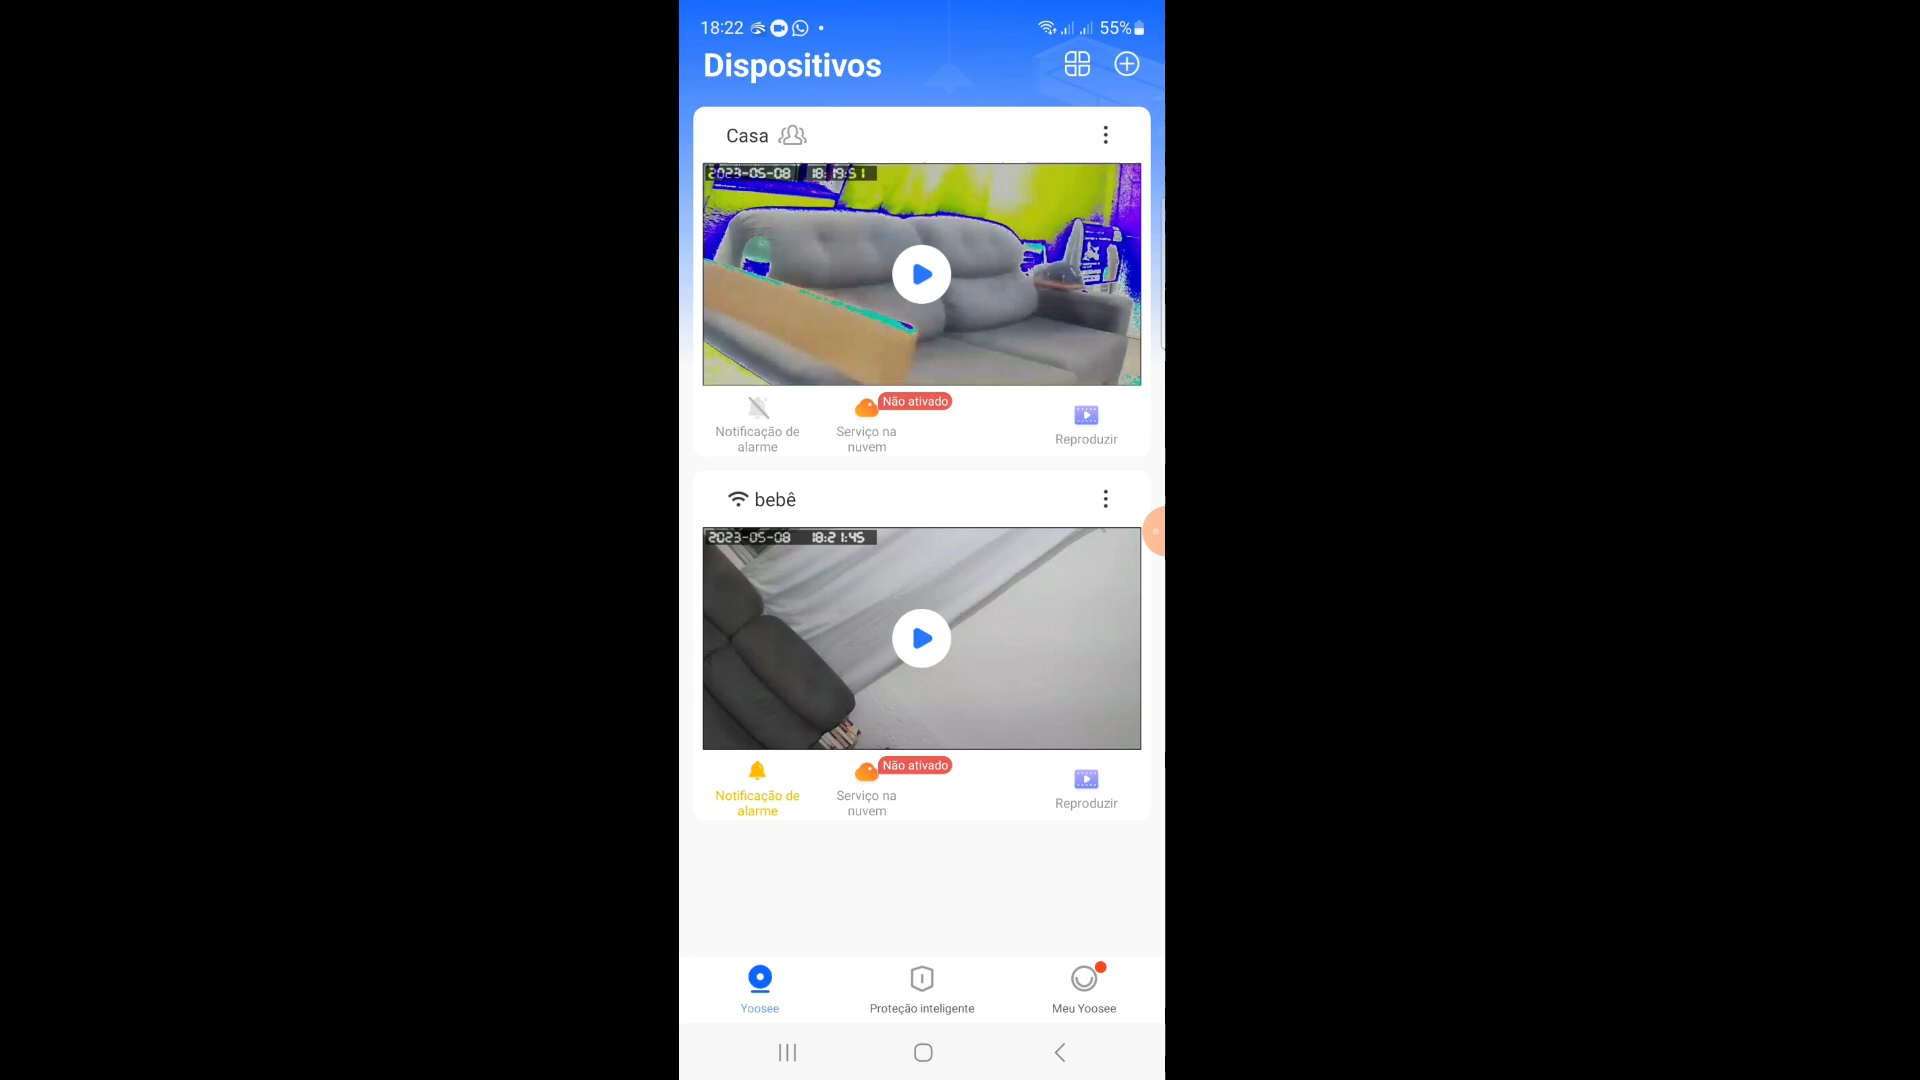 18:22
55%
Dispositivos
Casa
2023-05-08 18:19:51
Não ativado
Notificação de
alarme
Serviço na
nuvem
Reproduzir
bebê
2023-05-08 18:21:45
Não ativado
Notificação de
alarme
Serviço na
nuvem
Reproduzir
Yoosee
Proteção inteligente
Meu Yoosee